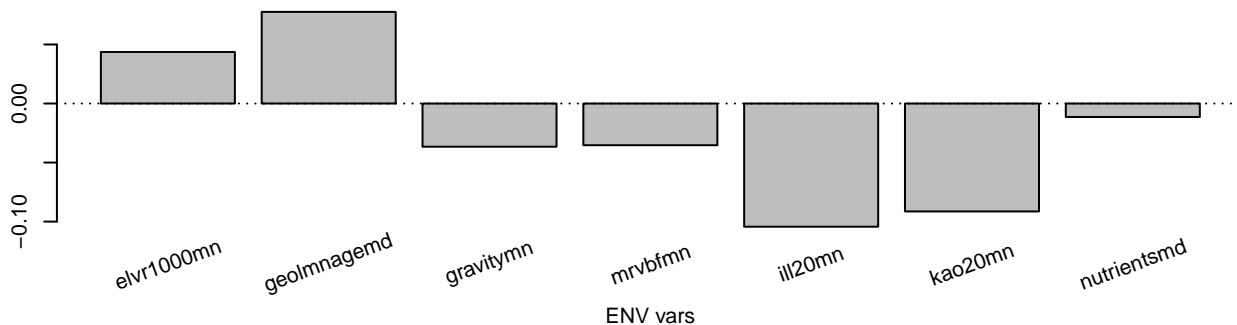 0.00
−0.10
elvr1000mn
geolmnagemd
gravitymn
mrvbfmn
ill20mn
kao20mn
nutrientsmd
ENV vars